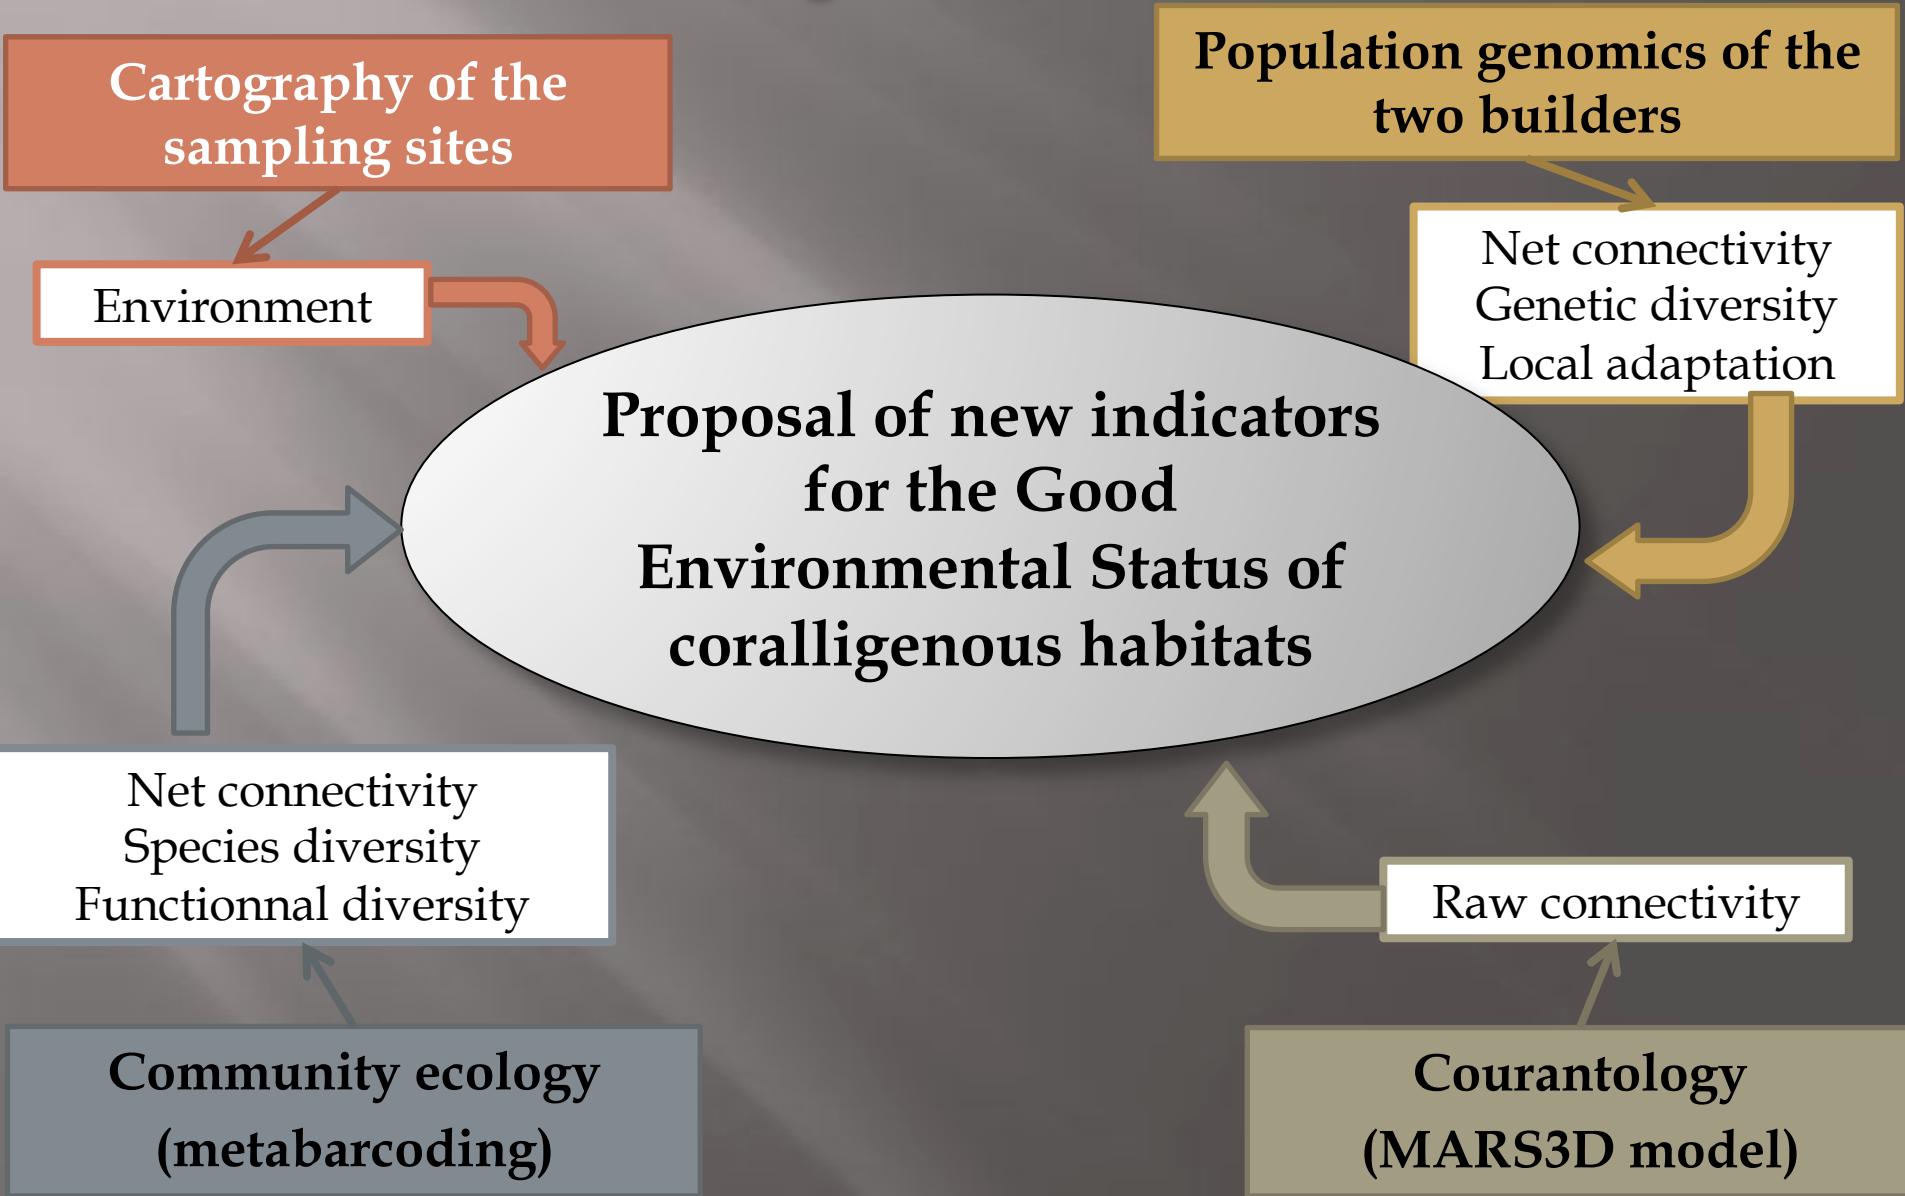 Cartography of the
sampling sites
Population genomics of the
two builders
Environment
Net connectivity
Genetic diversity
Local adaptation
Proposal of new indicators
for the Good
Environmental Status of
coralligenous habitats
Net connectivity
Species diversity
Functionnal diversity
Raw connectivity
Community ecology
(metabarcoding)
Courantology
(MARS3D model)